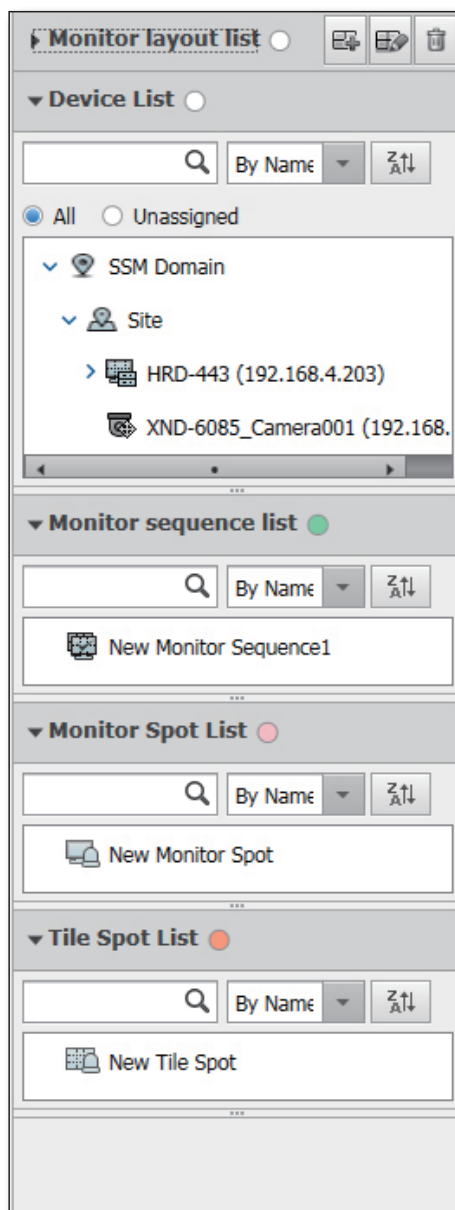 Monitor layout list
Device List
By Name
All Unassigned
SSM Domain
Site
HRD-443 (192.168.4.203)
XND-6085_Camera001 (192.168.
Monitor sequence list
By Name
New Monitor Sequence1
Monitor Spot List
By Name
New Monitor Spot
Tile Spot List
By Name
New Tile Spot